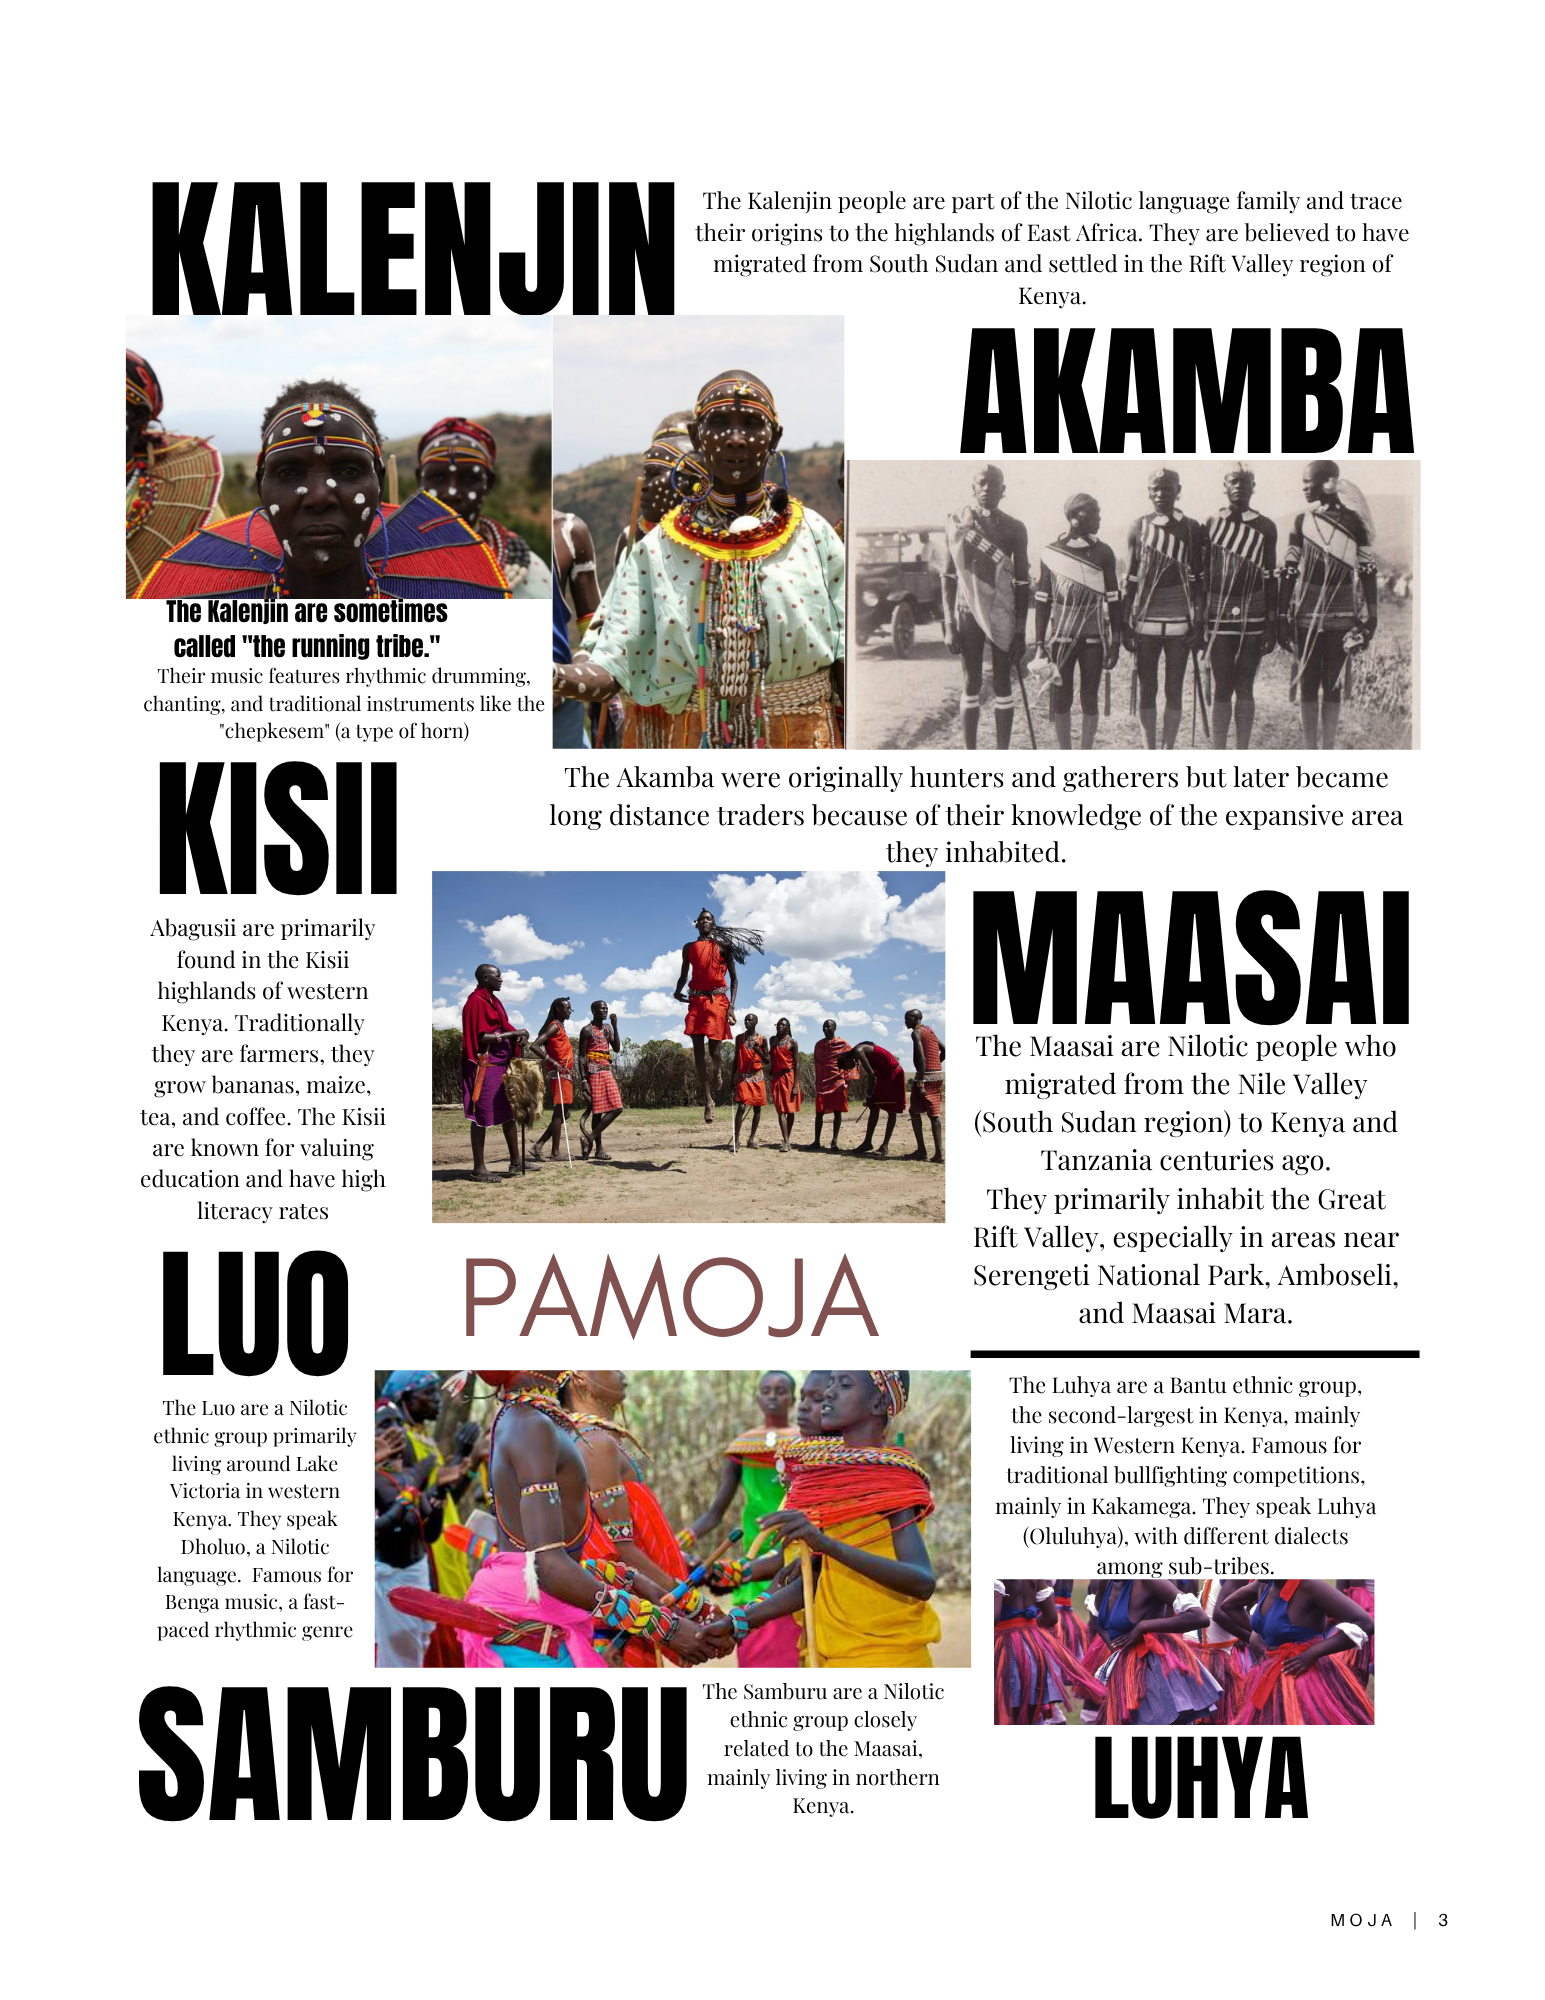 KALENJIN
The Kalenjin people are part of the Nilotic language family and trace
their origins to the highlands of East Africa. They are believed to have
migrated from South Sudan and settled in the Rift Valley region of
Kenya.
AKAMBA
The Kalenjin are sometimes
called "the running tribe."
Their music features rhythmic drumming,
chanting, and traditional instruments like the
"chepkesem" (a type of horn)
The Akamba were originally hunters and gatherers but later became
long distance traders because of their knowledge of the expansive area
they inhabited.
KISII
Abagusii are primarily
found in the Kisii
highlands of western
Kenya. Traditionally
they are farmers, they
grow bananas, maize,
tea, and coffee. The Kisii
are known for valuing
education and have high
literacy rates
MAASAI
The Maasai are Nilotic people who
migrated from the Nile Valley
(South Sudan region) to Kenya and
Tanzania centuries ago.
They primarily inhabit the Great
Rift Valley, especially in areas near
Serengeti National Park, Amboseli,
and Maasai Mara.
PAMOJA
LUO
The Luo are a Nilotic
ethnic group primarily
living around Lake
Victoria in western
Kenya. They speak
Dholuo, a Nilotic
language.  Famous for
Benga music, a fast-
paced rhythmic genre
The Luhya are a Bantu ethnic group,
the second-largest in Kenya, mainly
living in Western Kenya. Famous for
traditional bullfighting competitions,
mainly in Kakamega. They speak Luhya
(Oluluhya), with different dialects
among sub-tribes.
LUHYA
SAMBURU
The Samburu are a Nilotic
ethnic group closely
related to the Maasai,
mainly living in northern
Kenya.
MOJA | 3